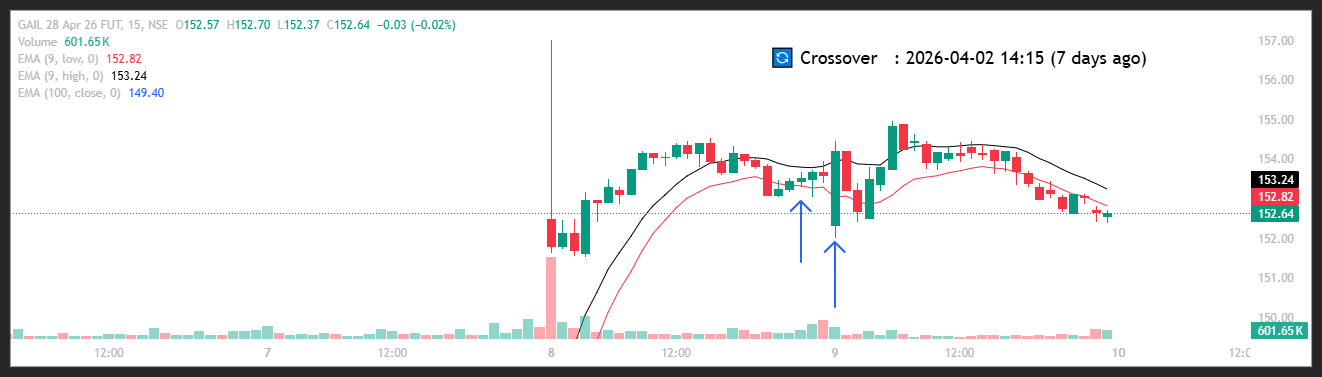 GAIL 28 Apr 26 FUT, 15, NSE O152.57 H152.70 L152.37 C152.64 −0.03 (−0.02%)
Volume 601.65 K
EMA (9, low, 0) 152.82
EMA (9, high, 0) 153.24
EMA (100, close, 0) 149.40
🔄 Crossover : 2026-04-02 14:15 (7 days ago)
157.00
156.00
155.00
154.00
153.24
152.82
152.64
152.00
151.00
150.00
601.65 K
12:00 7 12:00 8 12:00 9 12:00 10